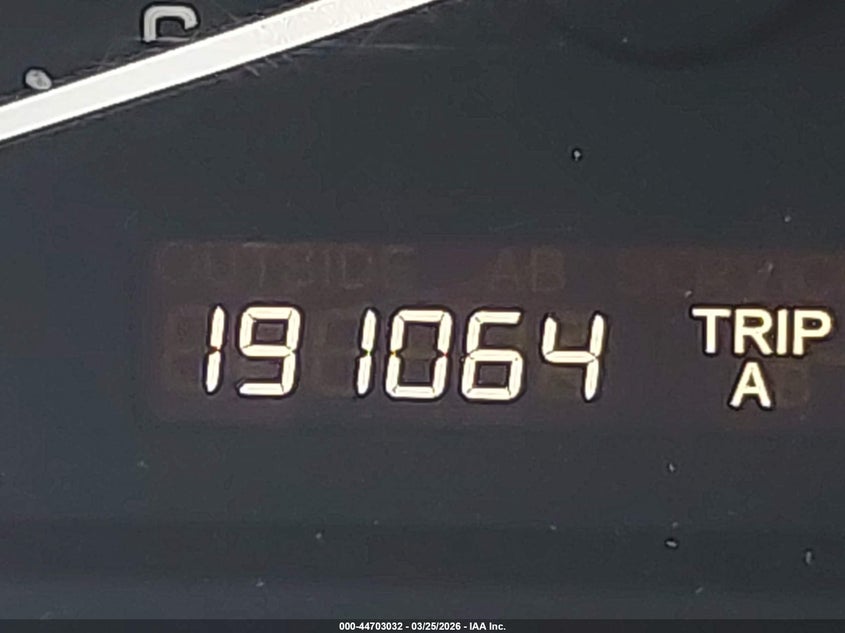 C
191064 TRIP
A
000-44703032 - 03/25/2026 - IAA Inc.